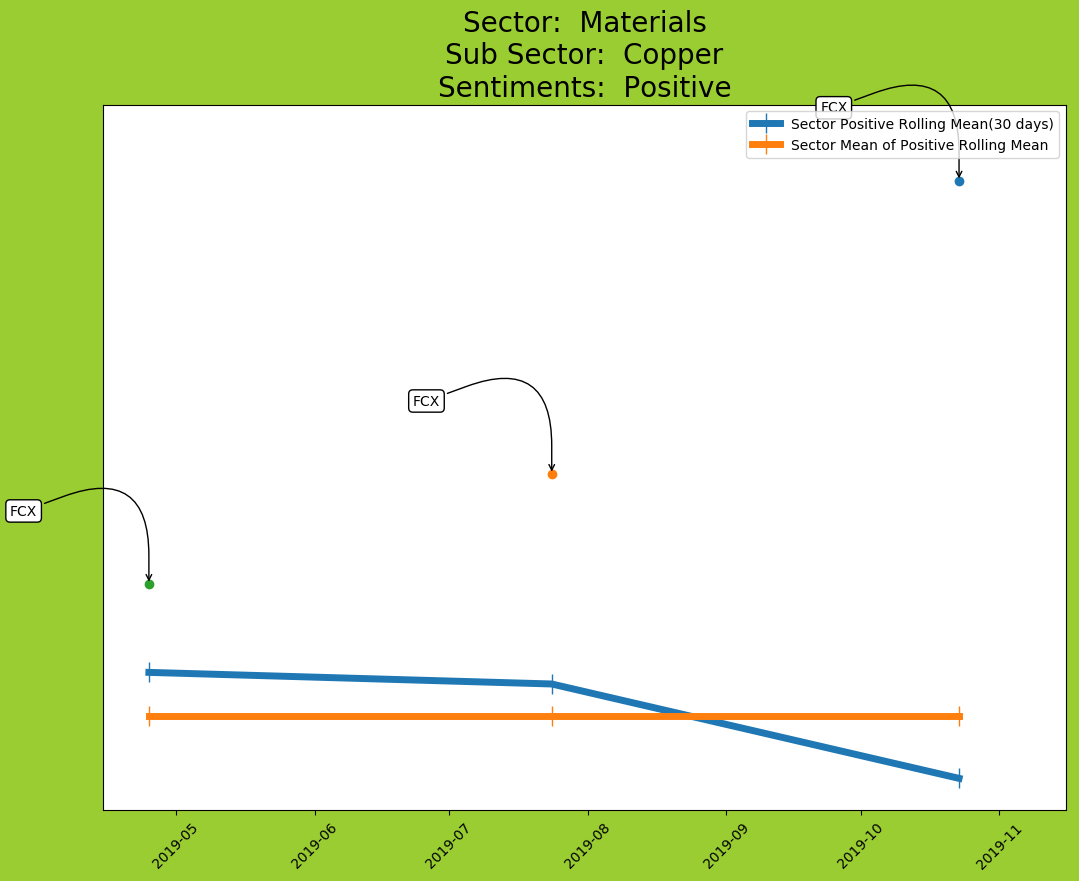 Sector:  Materials
Sub Sector:  Copper
Sentiments:  Positive
FCX
Sector Positive Rolling Mean(30 days)
Sector Mean of Positive Rolling Mean
FCX
FCX
2019-05
2019-06
2019-07
2019-08
2019-09
2019-10
2019-11